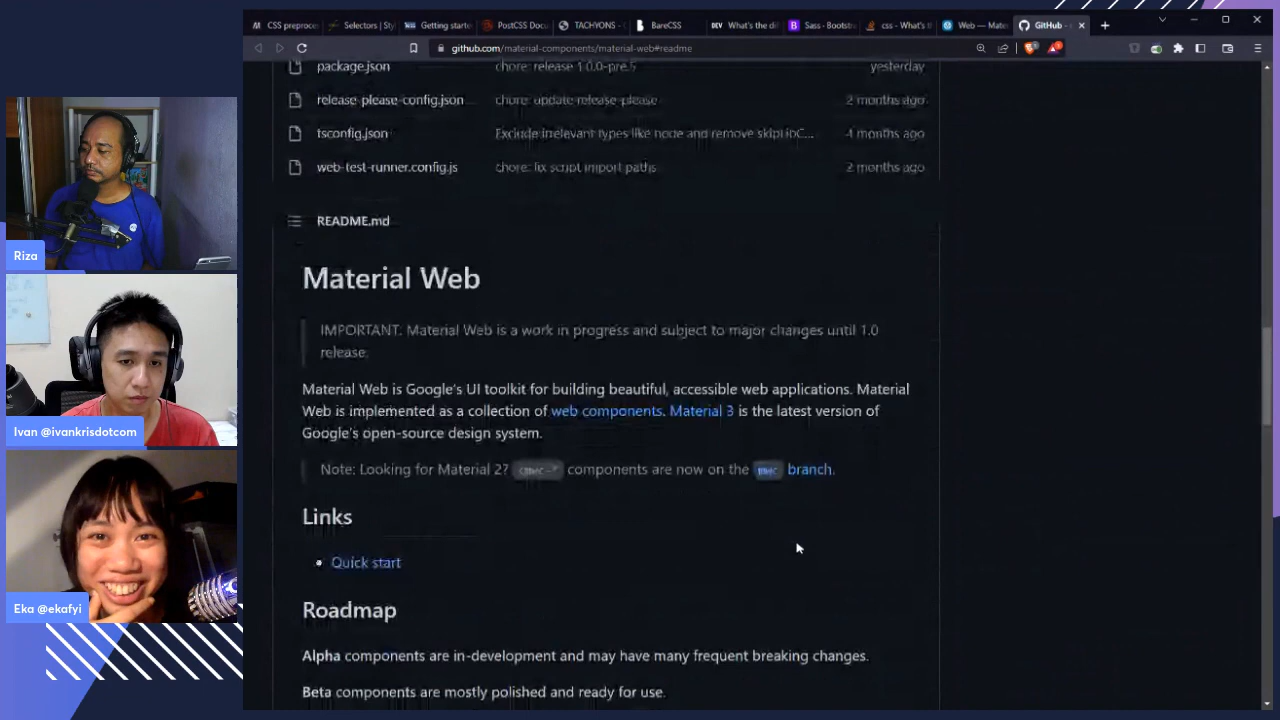 CSS preproces
Selectors | Sty
Getting starte
PostCSS Docu
TACHYONS -
BareCSS
DEV What's the di
B Sass · Bootstr
css - What's t
Web — Mate
GitHub -
github.com/material-components/material-web#readme
package.json chore: release 1.0.0-pre.5 yesterday
release-please-config.json chore: update release-please 2 months ago
tsconfig.json Exclude irrelevant types like node and remove skipLibC... 4 months ago
web-test-runner.config.js chore: fix script import paths 2 months ago
README.md
Material Web
IMPORTANT: Material Web is a work in progress and subject to major changes until 1.0
release.
Material Web is Google's UI toolkit for building beautiful, accessible web applications. Material
Web is implemented as a collection of web components. Material 3 is the latest version of
Google's open-source design system.
Note: Looking for Material 2? components are now on the branch.
Links
Quick start
Roadmap
Alpha components are in-development and may have many frequent breaking changes.
Beta components are mostly polished and ready for use.
Riza
Ivan @ivankrisdotcom
Eka @ekafyi